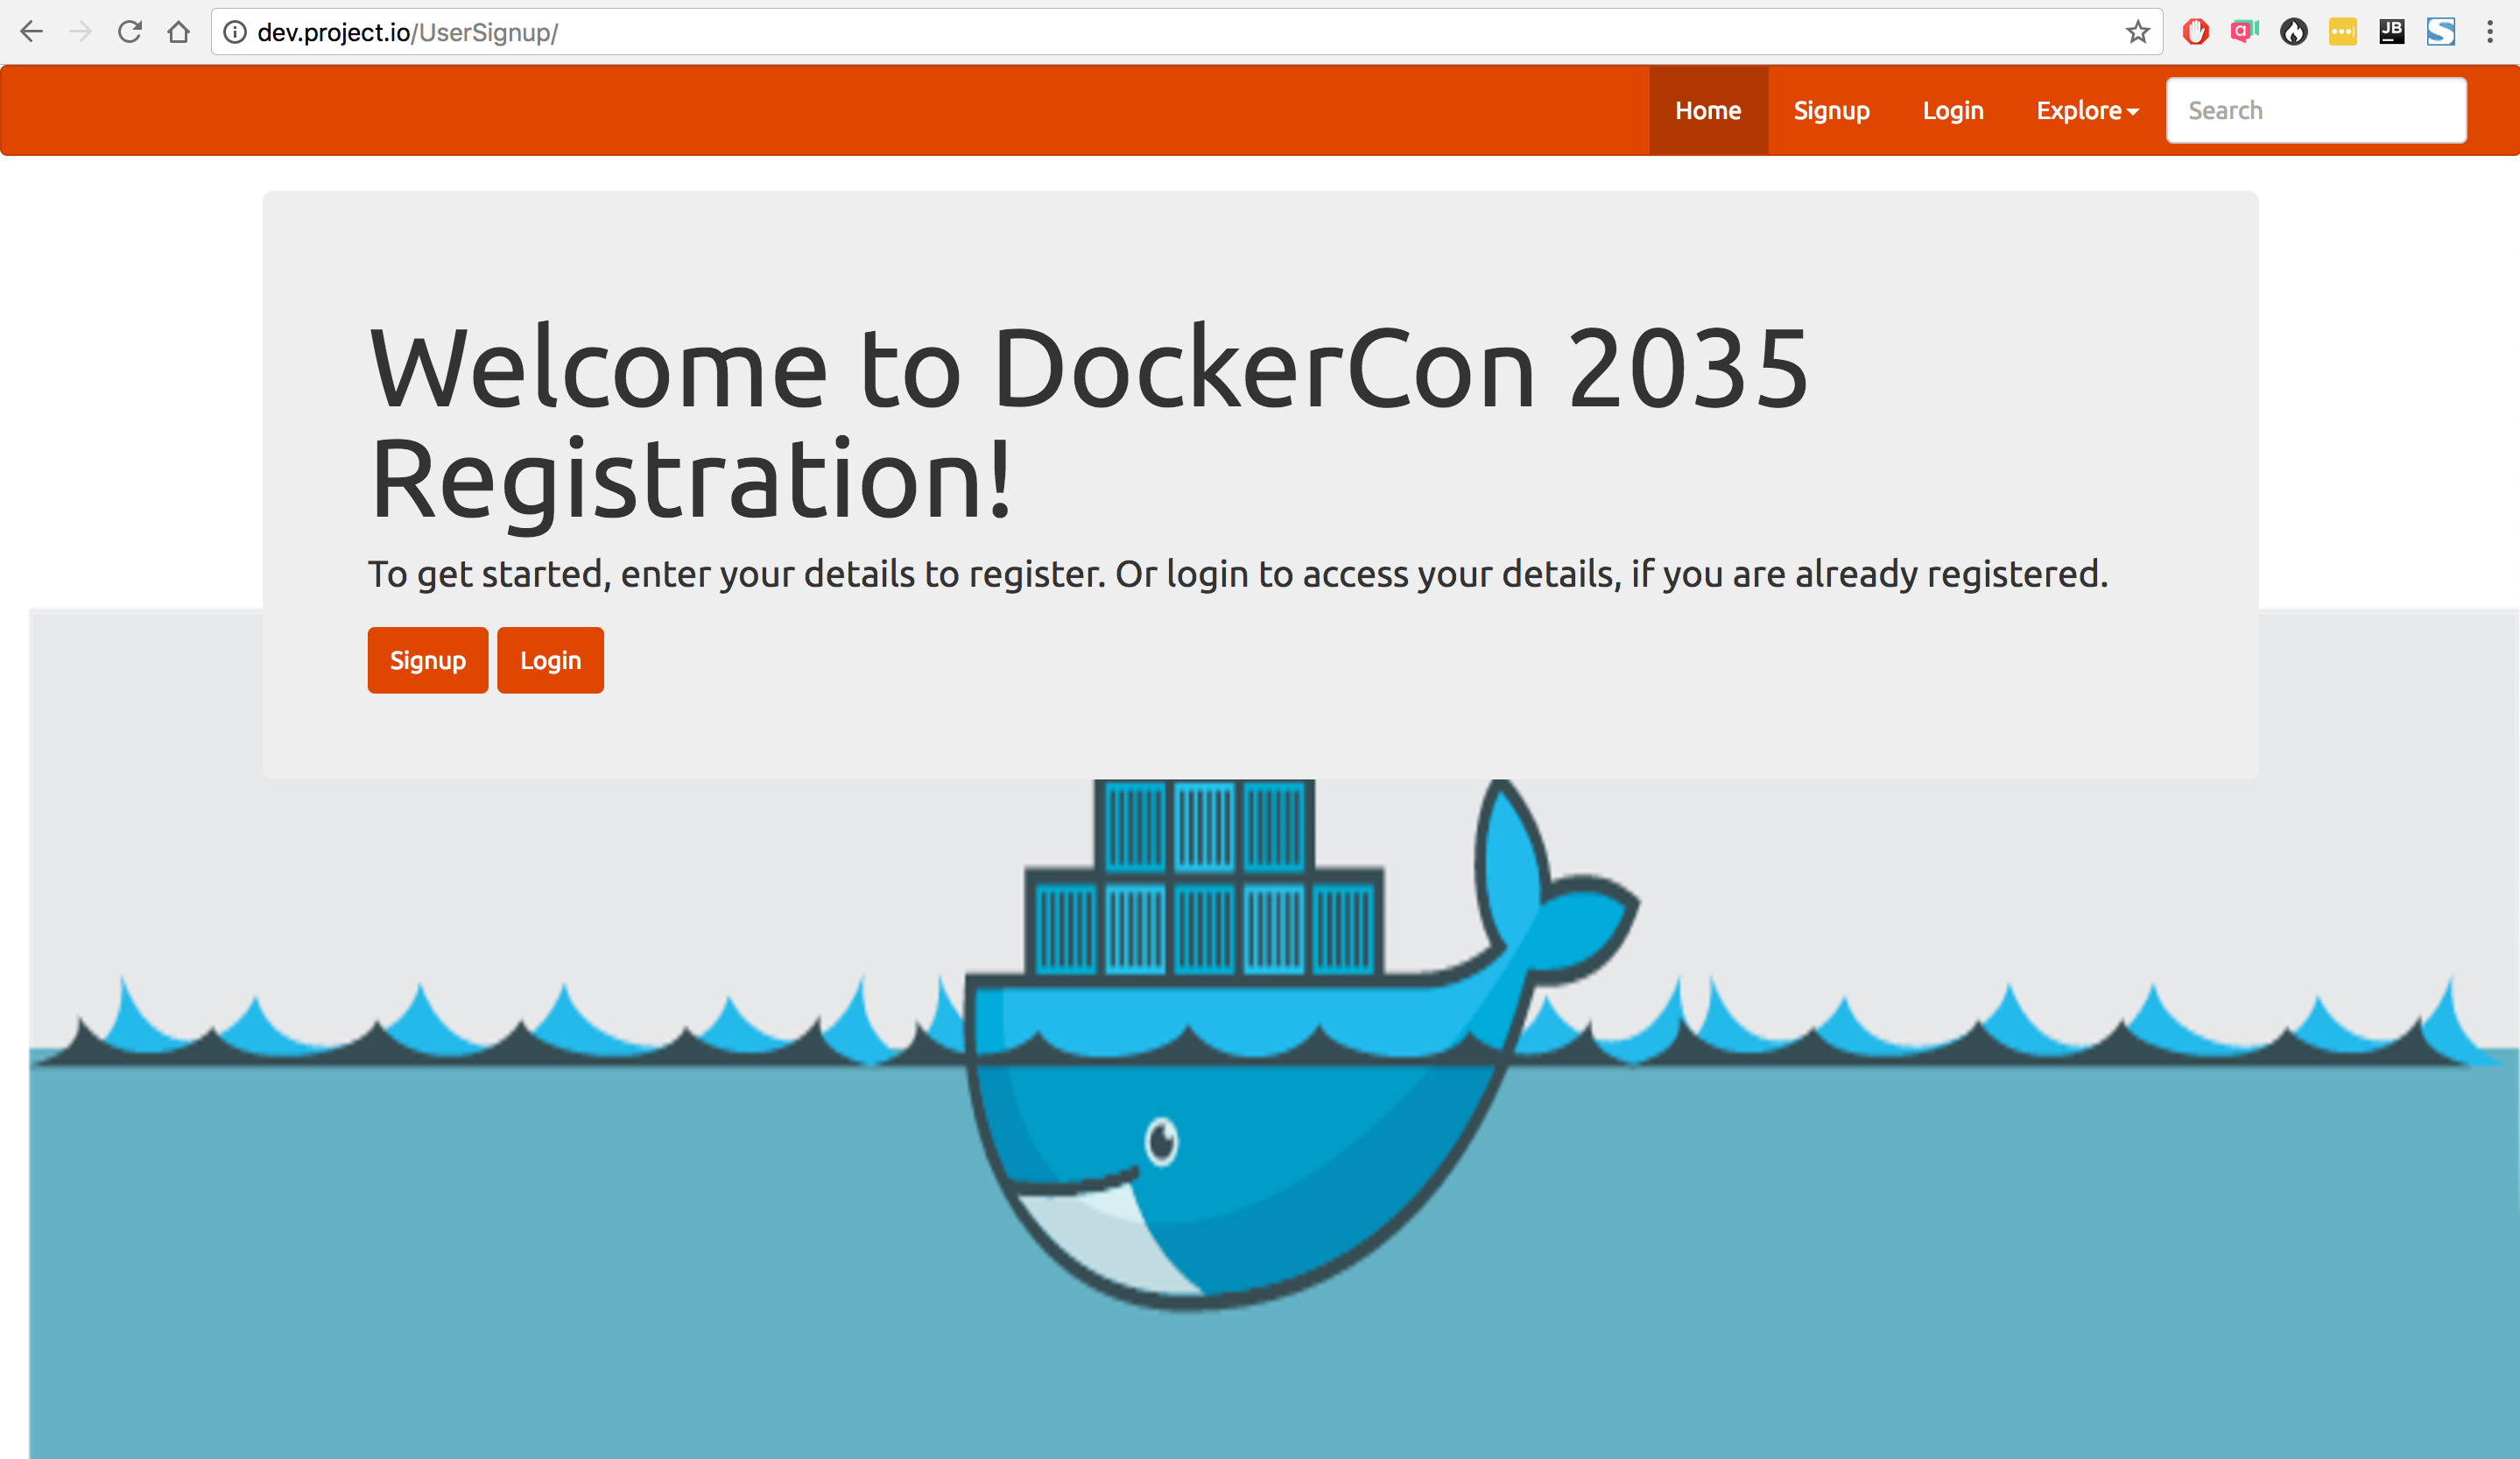 dev.project.io/UserSignup/
a
JB
S
Home Signup Login Explore Search
Welcome to DockerCon 2035
Registration!
To get started, enter your details to register. Or login to access your details, if you are already registered.
Signup Login